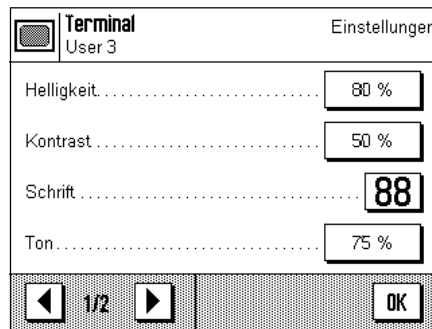 Terminal Einstellungen
User 3
Helligkeit............................ 80 %
Kontrast............................ 50 %
Schrift................................ 88
Ton................................ 75 %
1/2 OK